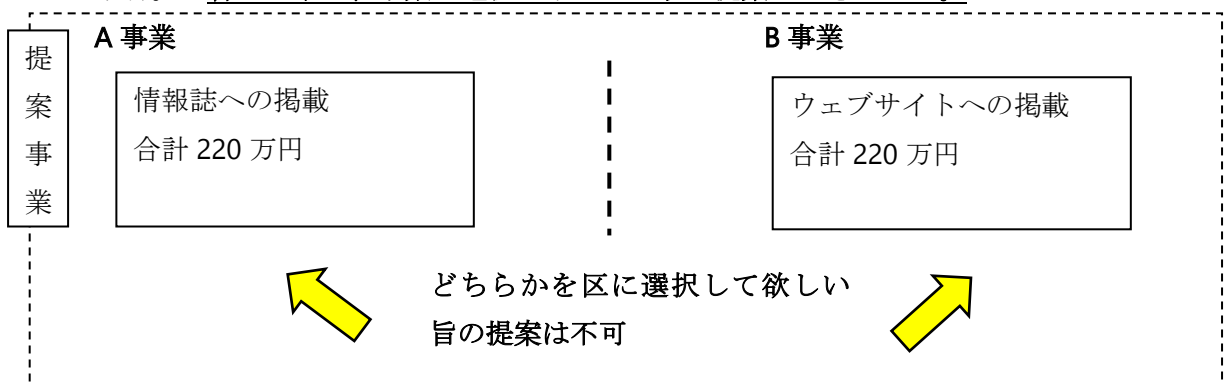 A 事業
B 事業
提案事業
情報誌への掲載
合計 220 万円
ウェブサイトへの掲載
合計 220 万円
どちらかを区に選択して欲しい
旨の提案は不可